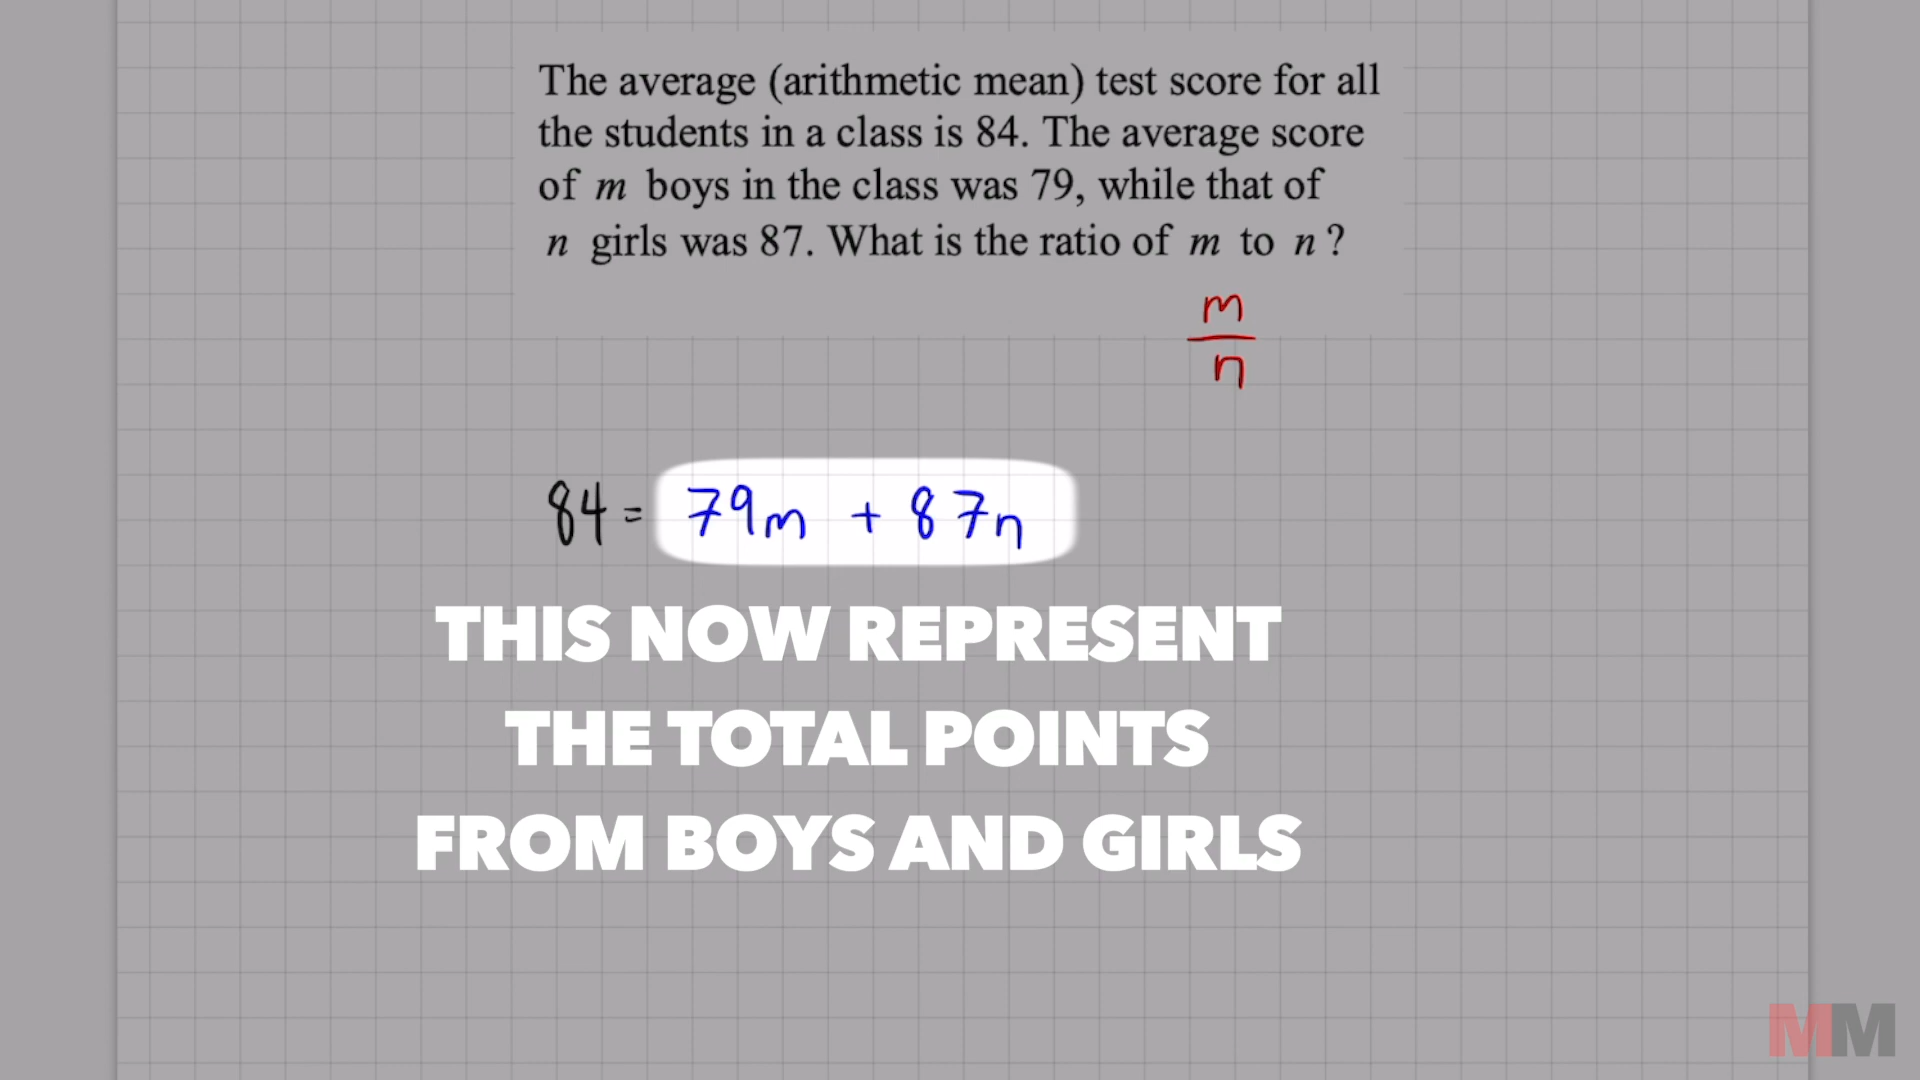 The average (arithmetic mean) test score for all
the students in a class is 84. The average score
of m boys in the class was 79, while that of
n girls was 87. What is the ratio of m to n?
m
n
84 = 79m + 87n
THIS NOW REPRESENT
THE TOTAL POINTS
FROM BOYS AND GIRLS
MM